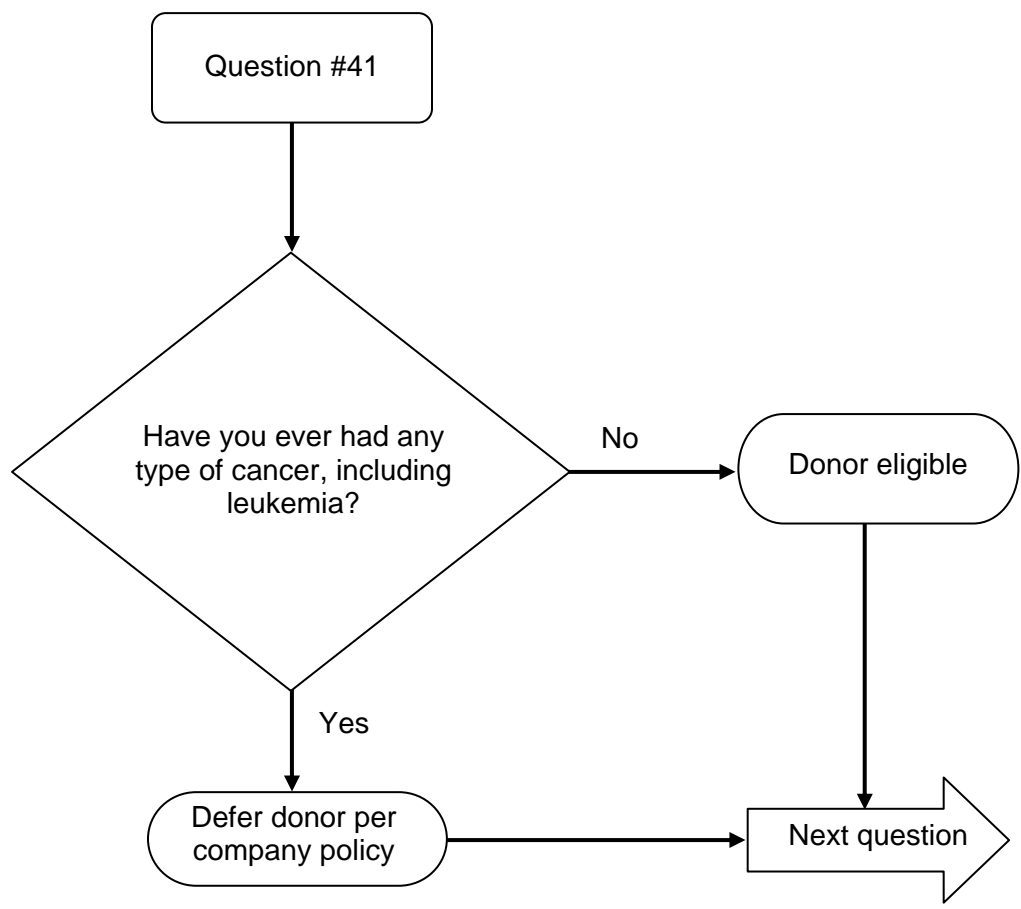 Question #41
Have you ever had any
type of cancer, including
leukemia?
No
Donor eligible
Yes
Defer donor per
company policy
Next question